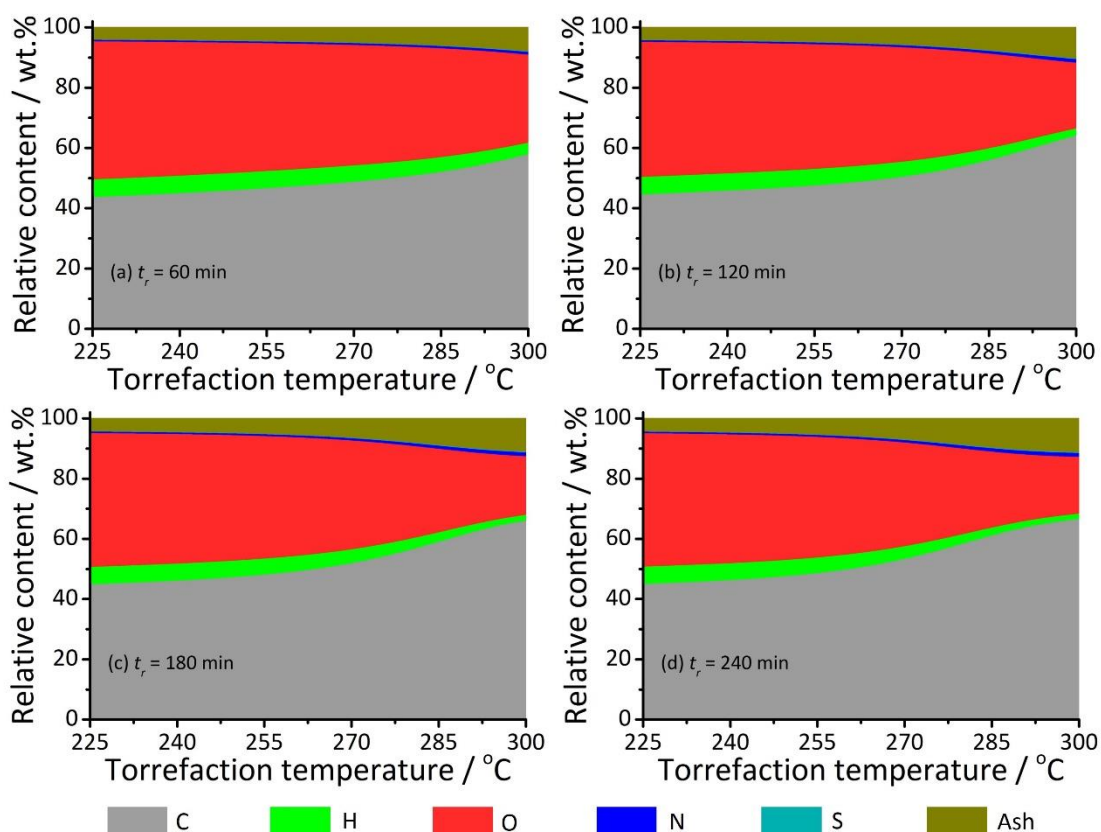 Relative content / wt.%
100
80
60
40
20
0
(a) t_r = 60 min
225 240 255 270 285 300
Torrefaction temperature / °C
Relative content / wt.%
100
80
60
40
20
0
(b) t_r = 120 min
225 240 255 270 285 300
Torrefaction temperature / °C
Relative content / wt.%
100
80
60
40
20
0
(c) t_r = 180 min
225 240 255 270 285 300
Torrefaction temperature / °C
Relative content / wt.%
100
80
60
40
20
0
(d) t_r = 240 min
225 240 255 270 285 300
Torrefaction temperature / °C
C H O N S Ash